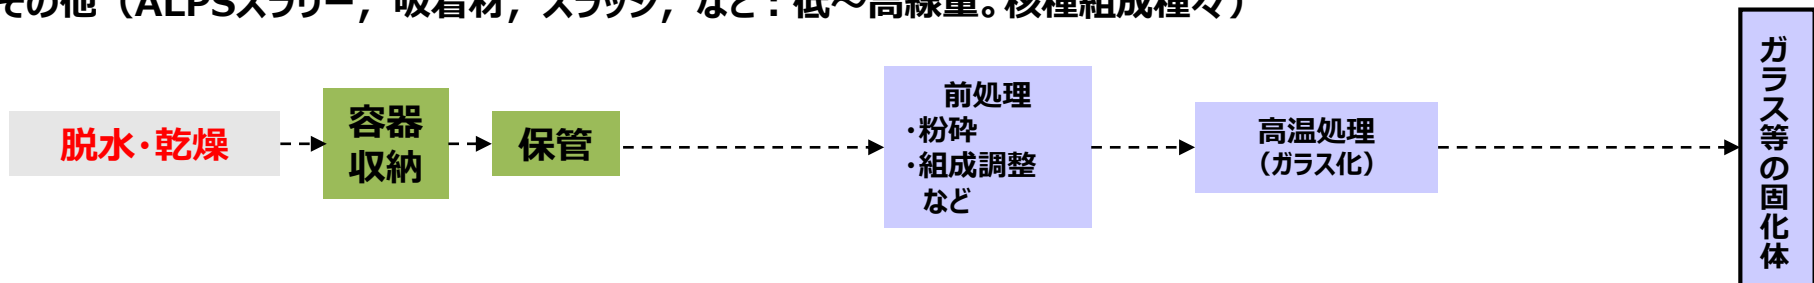 その他（ALPSスラリー，吸着材，スラッジ，など：低～高線量。核種組成種々）
脱水・乾燥
容器
収納
保管
前処理
・粉砕
・組成調整
など
高温処理
（ガラス化）
ガラス等の固化体